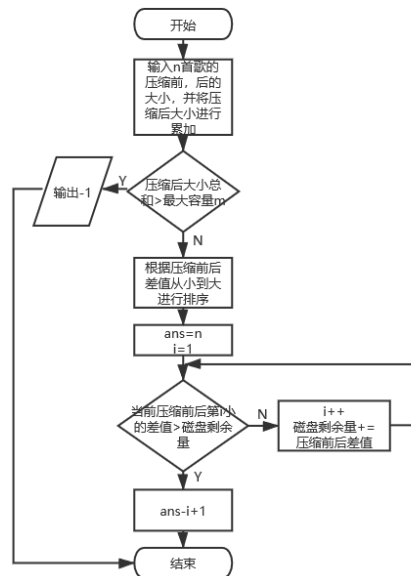 开始
输入n首歌的
压缩前，后的
大小，并将压
缩后大小进行
累加
压缩后大小总
和>最大容量m
Y
输出-1
N
根据压缩前后
差值从小到大
进行排序
ans=n
i=1
当前压缩前后第i小
的差值>磁盘剩余
量
N
i++
磁盘剩余量+=
压缩前后差值
Y
ans-i+1
结束